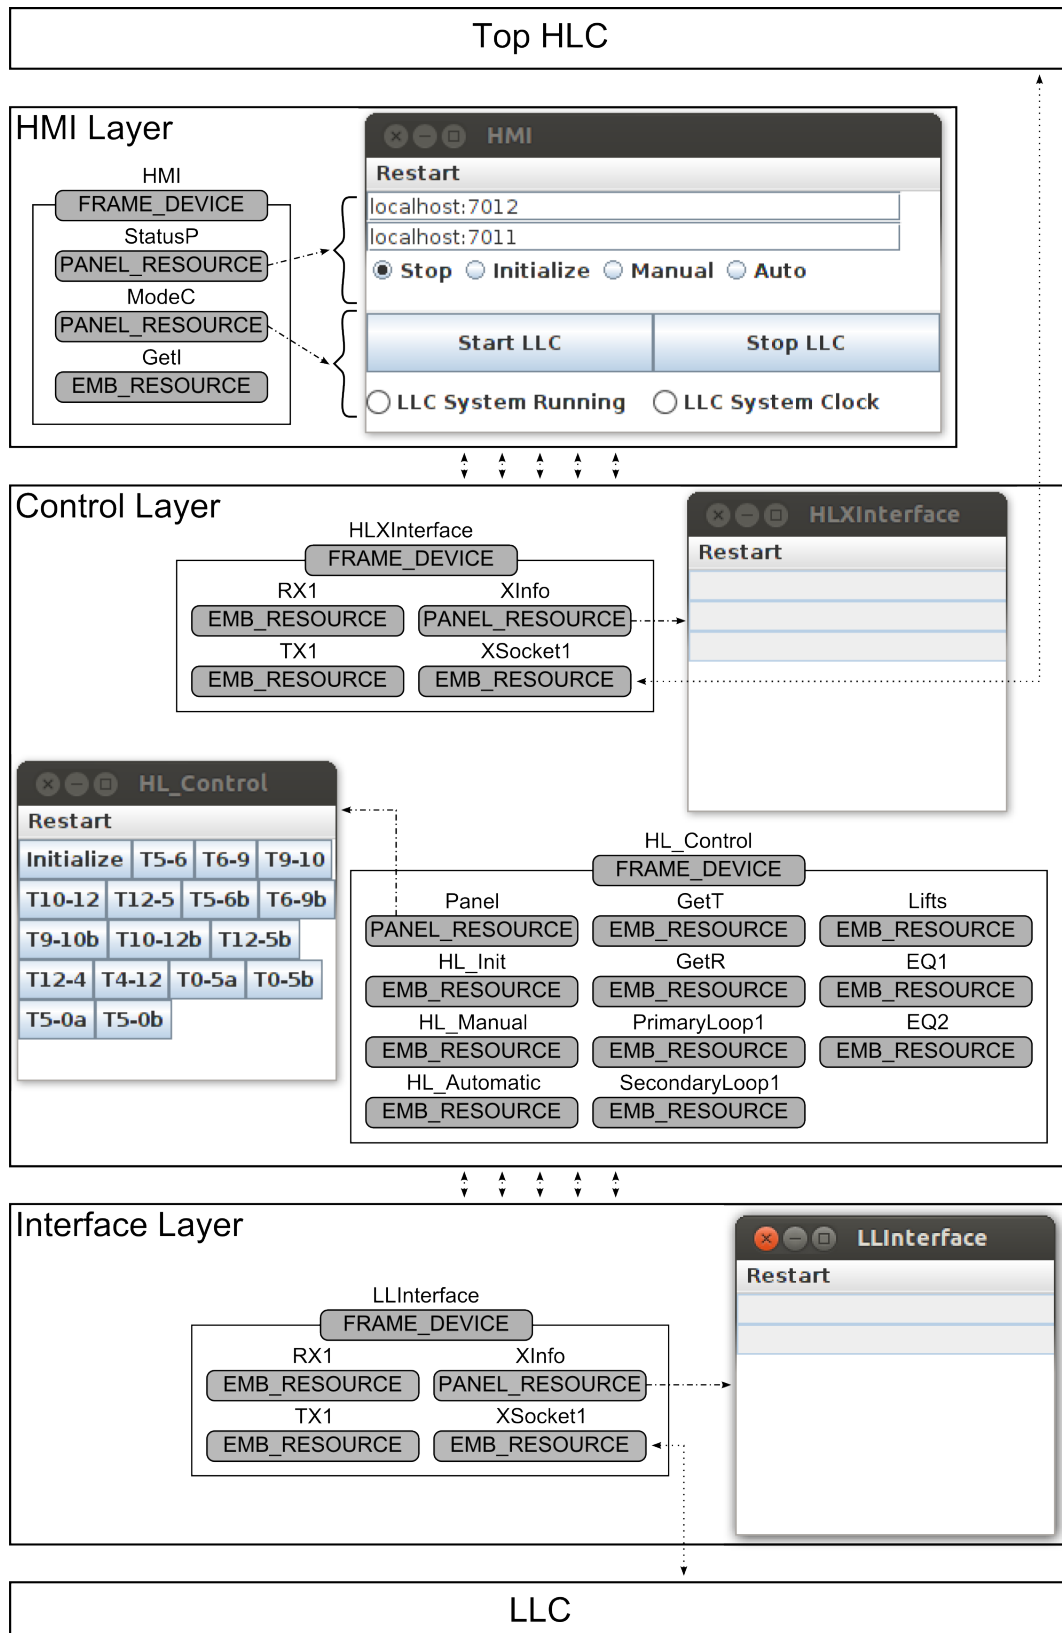 Top HLC
HMI Layer
HMI
FRAME_DEVICE
StatusP
PANEL_RESOURCE
ModeC
PANEL_RESOURCE
GetI
EMB_RESOURCE
HMI
Restart
localhost:7012
localhost:7011
Stop Initialize Manual Auto
Start LLC Stop LLC
LLC System Running LLC System Clock
Control Layer
HLXInterface
FRAME_DEVICE
RX1 XInfo
EMB_RESOURCE PANEL_RESOURCE
TX1 XSocket1
EMB_RESOURCE EMB_RESOURCE
HLXInterface
Restart
HL_Control
Restart
Initialize T5-6 T6-9 T9-10
T10-12 T12-5 T5-6b T6-9b
T9-10b T10-12b T12-5b
T12-4 T4-12 T0-5a T0-5b
T5-0a T5-0b
HL_Control
FRAME_DEVICE
Panel GetT Lifts
PANEL_RESOURCE EMB_RESOURCE EMB_RESOURCE
HL_Init GetR EQ1
EMB_RESOURCE EMB_RESOURCE EMB_RESOURCE
HL_Manual PrimaryLoop1 EQ2
EMB_RESOURCE EMB_RESOURCE EMB_RESOURCE
HL_Automatic SecondaryLoop1
EMB_RESOURCE EMB_RESOURCE
Interface Layer
LLInterface
FRAME_DEVICE
RX1 XInfo
EMB_RESOURCE PANEL_RESOURCE
TX1 XSocket1
EMB_RESOURCE EMB_RESOURCE
LLInterface
Restart
LLC